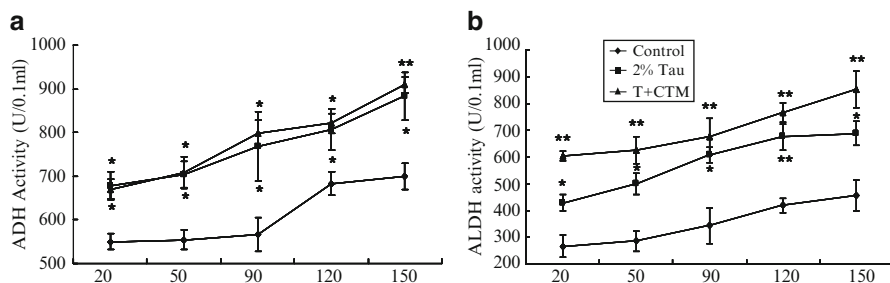 a
ADH Activity (U/0.1ml)
1000
900
800
700
600
500
20 50 90 120 150
* * * * **
* * * * *
b
ALDH activity (U/0.1ml)
1000
900
800
700
600
500
400
300
200
20 50 90 120 150
Control
2% Tau
T+CTM
** ** ** ** **
* * * ** *